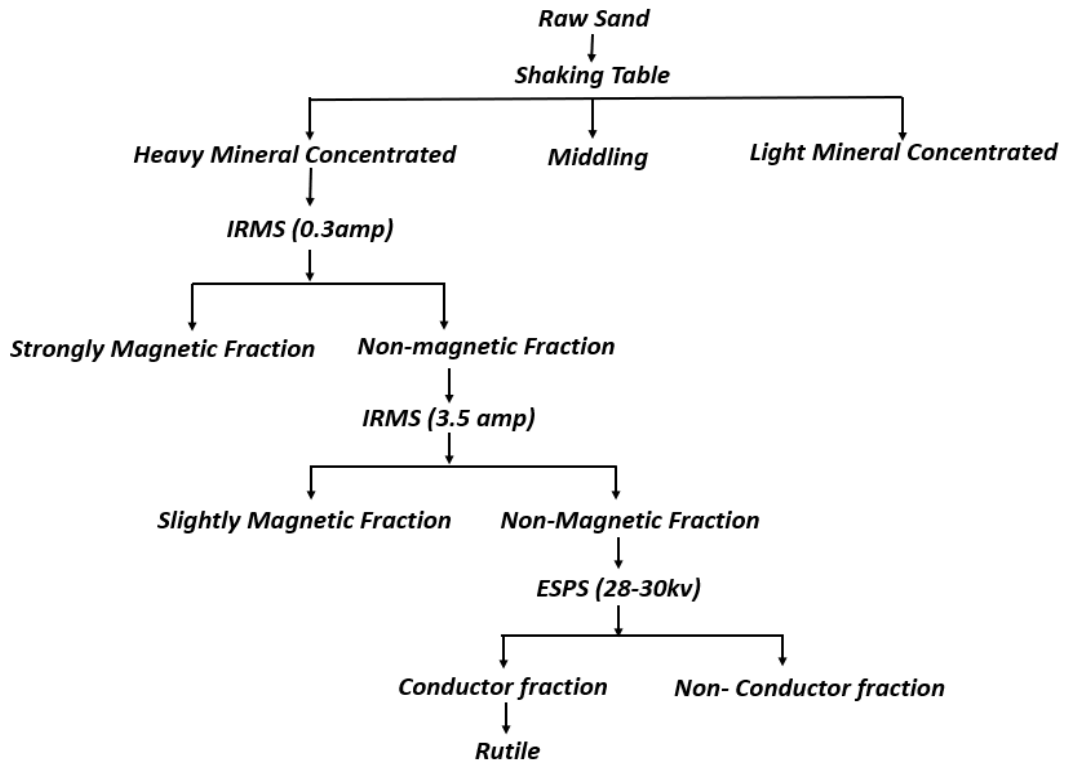 Raw Sand
Shaking Table
Heavy Mineral Concentrated
Middling
Light Mineral Concentrated
IRMS (0.3amp)
Strongly Magnetic Fraction
Non-magnetic Fraction
IRMS (3.5 amp)
Slightly Magnetic Fraction
Non-Magnetic Fraction
ESPS (28-30kv)
Conductor fraction
Non- Conductor fraction
Rutile